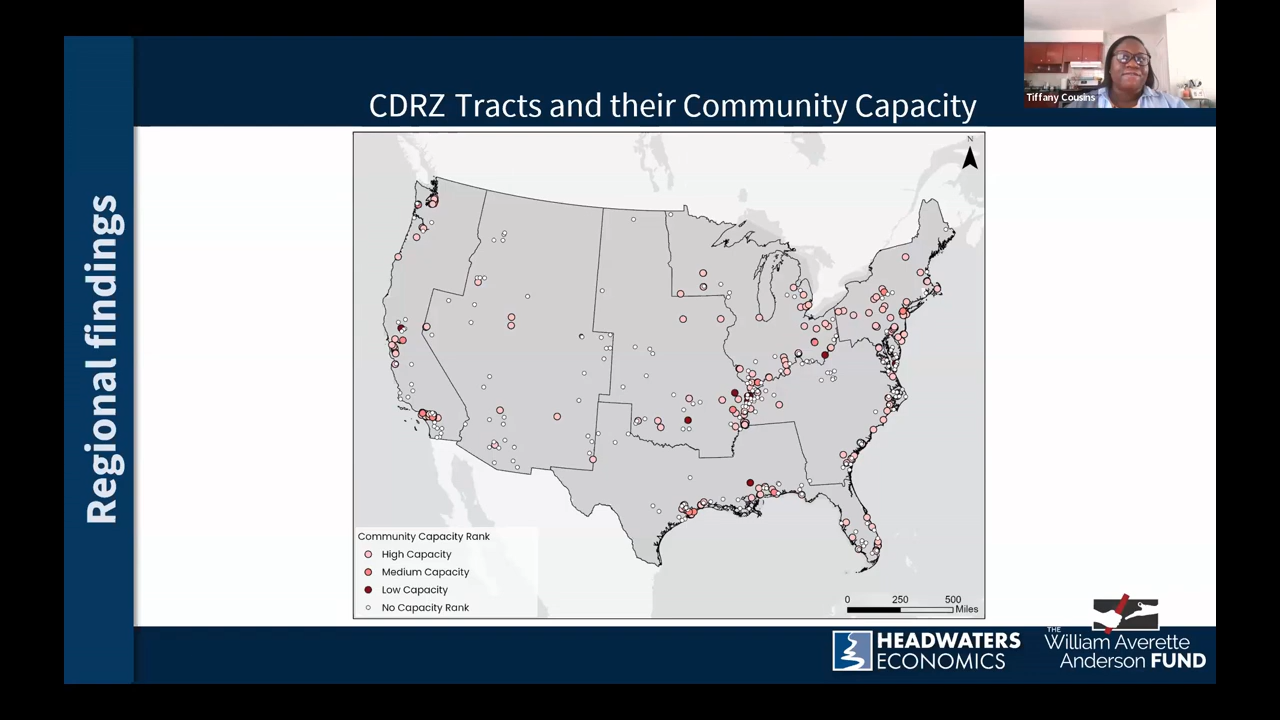 Tiffany Cousins
CDRZ Tracts and their Community Capacity
Regional findings
N
Community Capacity Rank
High Capacity
Medium Capacity
Low Capacity
No Capacity Rank
0 250 500
Miles
HEADWATERS
ECONOMICS
THE
William Averette
Anderson FUND